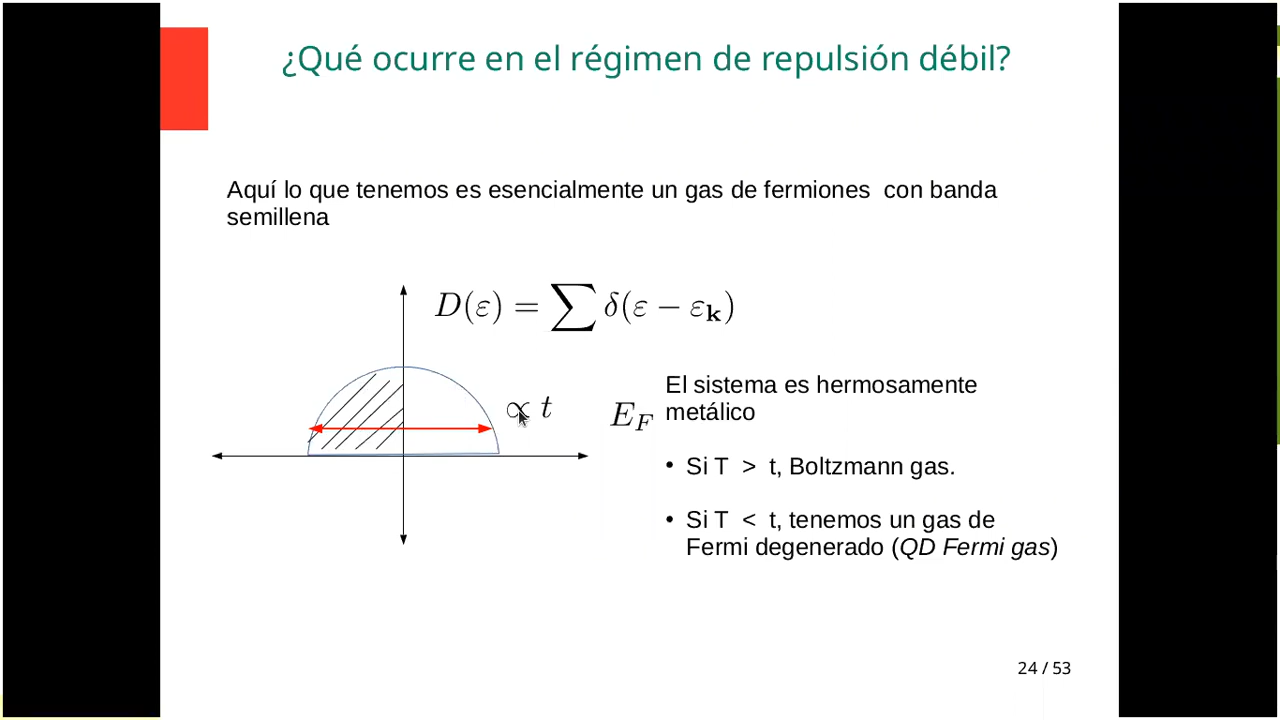 ¿Qué ocurre en el régimen de repulsión débil?
Aquí lo que tenemos es esencialmente un gas de fermiones con banda
semillena
D(ε) = ∑ δ(ε − ε_k)
∝ t
E_F
El sistema es hermosamente
metálico
• Si T > t, Boltzmann gas.
• Si T < t, tenemos un gas de
Fermi degenerado (QD Fermi gas)
24 / 53